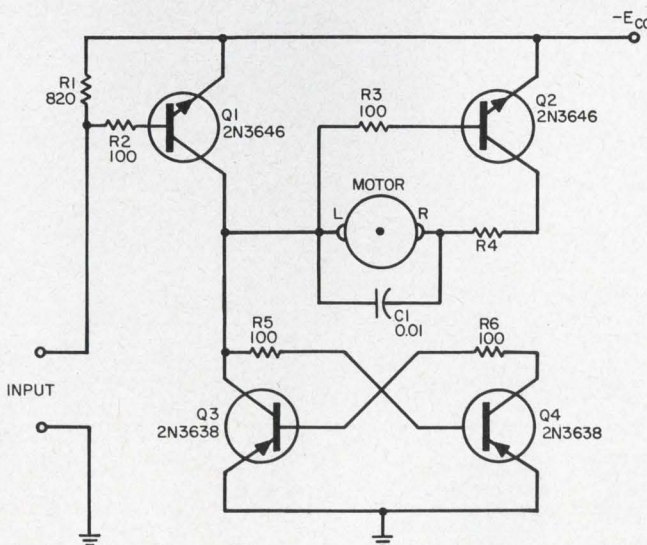 -ECC
R1
820
R2
100
Q1
2N3646
R3
100
Q2
2N3646
MOTOR
L
R
R4
C1
0.01
R5
100
R6
100
INPUT
Q3
2N3638
Q4
2N3638